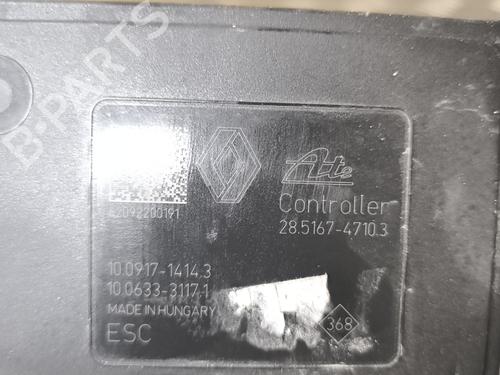 B-PARTS
Ate
Controller
28.5167-4710.3
10.0917-1414.3
10.0633-3117.1
MADE IN HUNGARY
ESC
368